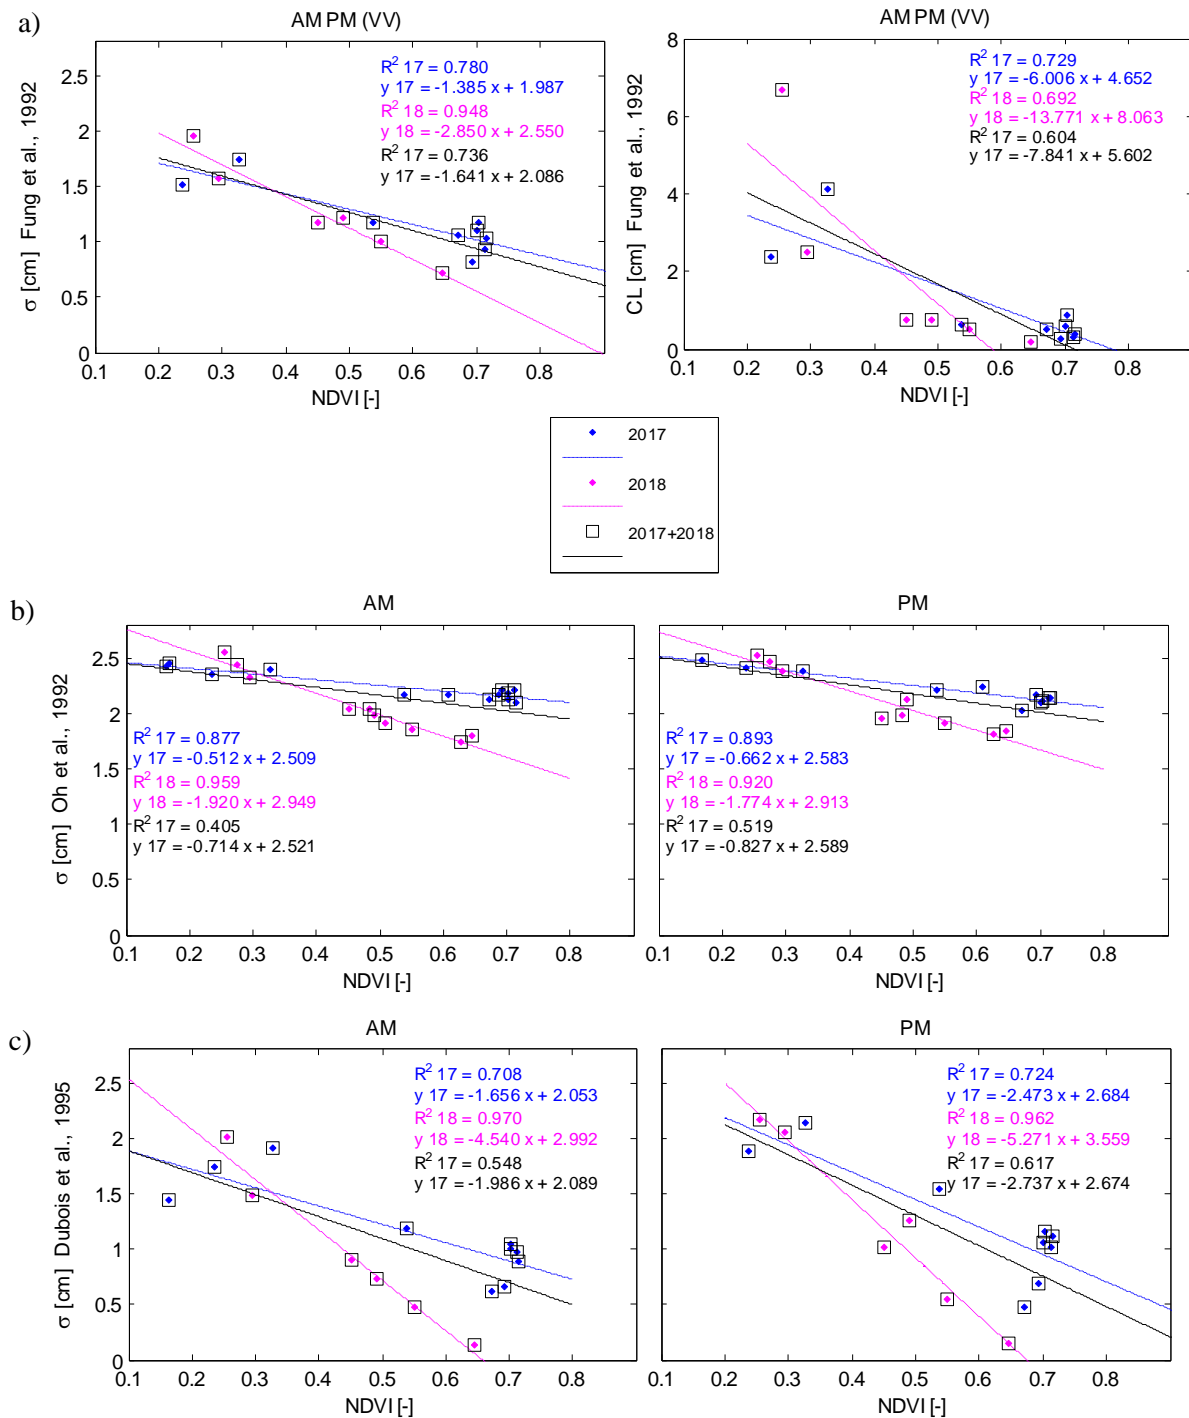 a)
AM PM (VV)
2.5
2
1.5
1
0.5
0
σ [cm] Fung et al., 1992
R² 17 = 0.780
y 17 = -1.385 x + 1.987
R² 18 = 0.948
y 18 = -2.850 x + 2.550
R² 17 = 0.736
y 17 = -1.641 x + 2.086
0.1 0.2 0.3 0.4 0.5 0.6 0.7 0.8
NDVI [-]
AM PM (VV)
8
6
4
2
0
CL [cm] Fung et al., 1992
R² 17 = 0.729
y 17 = -6.006 x + 4.652
R² 18 = 0.692
y 18 = -13.771 x + 8.063
R² 17 = 0.604
y 17 = -7.841 x + 5.602
0.1 0.2 0.3 0.4 0.5 0.6 0.7 0.8
NDVI [-]
2017
2018
2017+2018
b)
AM
2.5
2
1.5
1
0.5
0
σ [cm] Oh et al., 1992
R² 17 = 0.877
y 17 = -0.512 x + 2.509
R² 18 = 0.959
y 18 = -1.920 x + 2.949
R² 17 = 0.405
y 17 = -0.714 x + 2.521
0.1 0.2 0.3 0.4 0.5 0.6 0.7 0.8
NDVI [-]
PM
R² 17 = 0.893
y 17 = -0.662 x + 2.583
R² 18 = 0.920
y 18 = -1.774 x + 2.913
R² 17 = 0.519
y 17 = -0.827 x + 2.589
0.1 0.2 0.3 0.4 0.5 0.6 0.7 0.8
NDVI [-]
c)
AM
2.5
2
1.5
1
0.5
0
σ [cm] Dubois et al., 1995
R² 17 = 0.708
y 17 = -1.656 x + 2.053
R² 18 = 0.970
y 18 = -4.540 x + 2.992
R² 17 = 0.548
y 17 = -1.986 x + 2.089
0.1 0.2 0.3 0.4 0.5 0.6 0.7 0.8
NDVI [-]
PM
R² 17 = 0.724
y 17 = -2.473 x + 2.684
R² 18 = 0.962
y 18 = -5.271 x + 3.559
R² 17 = 0.617
y 17 = -2.737 x + 2.674
0.1 0.2 0.3 0.4 0.5 0.6 0.7 0.8
NDVI [-]